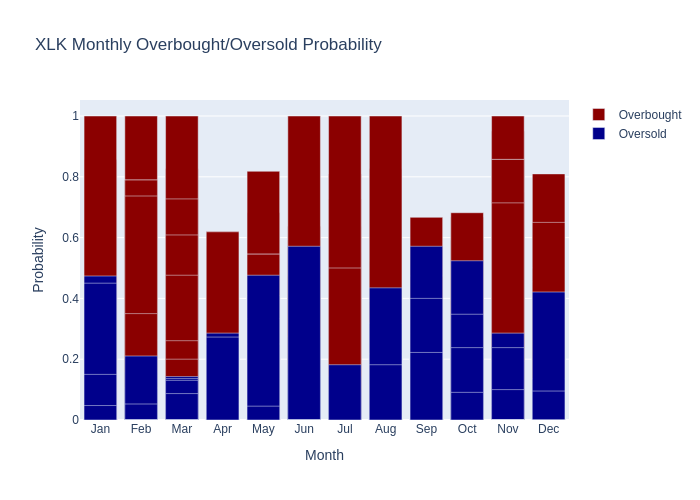 XLK Monthly Overbought/Oversold Probability
Overbought
Oversold
Probability
1
0.8
0.6
0.4
0.2
0
Jan Feb Mar Apr May Jun Jul Aug Sep Oct Nov Dec
Month